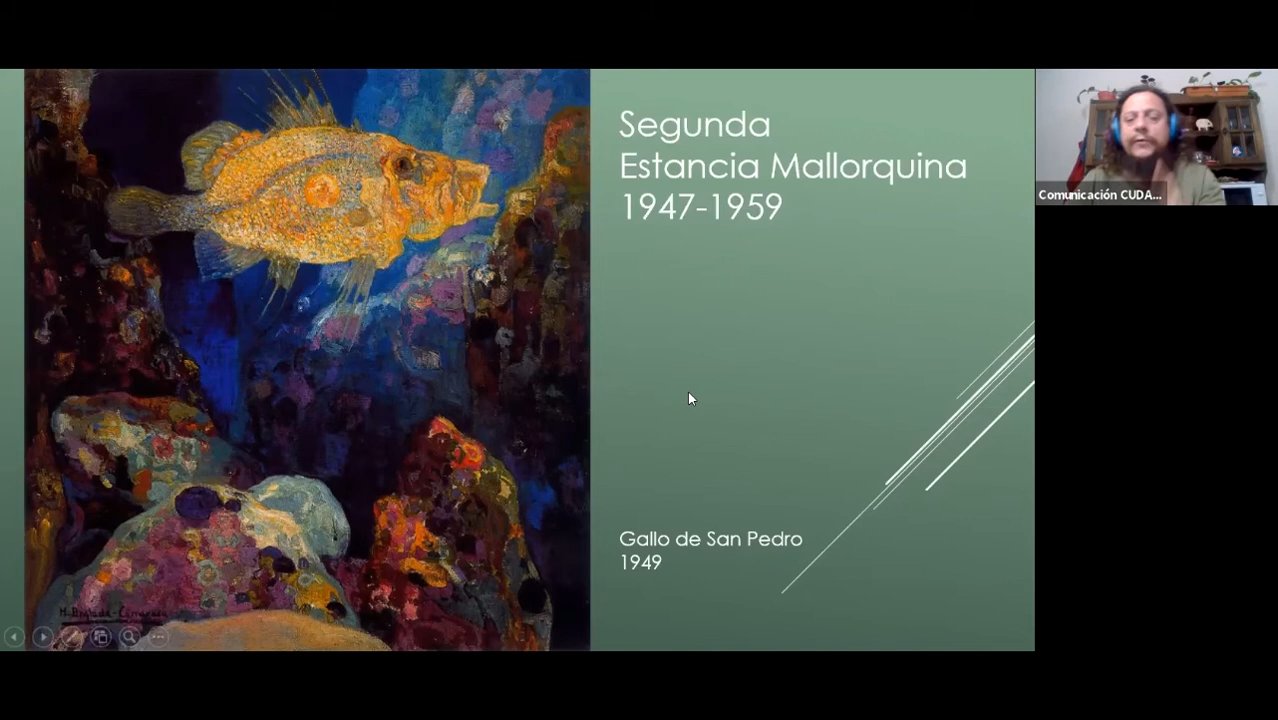 Segunda
Estancia Mallorquina
1947-1959
Gallo de San Pedro
1949
Comunicación CUDA...